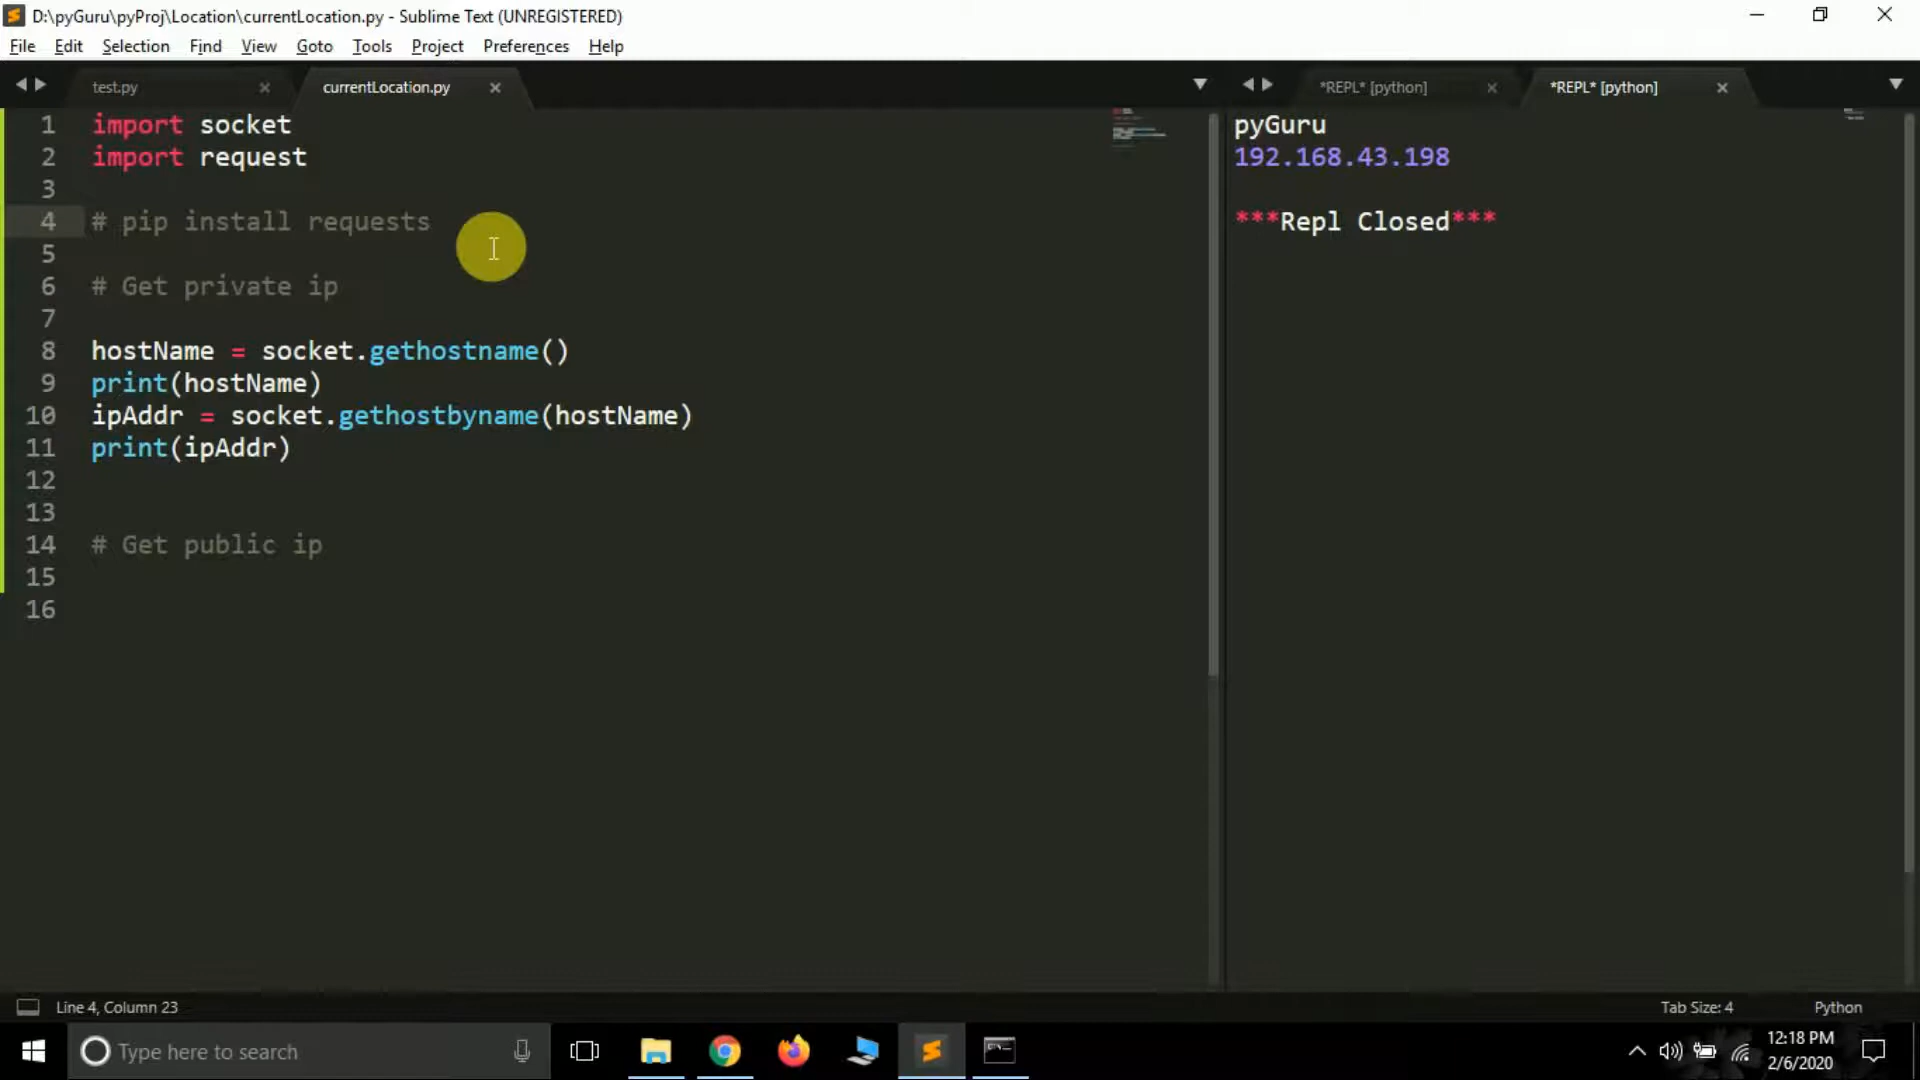 D:\pyGuru\pyProj\Location\currentLocation.py - Sublime Text (UNREGISTERED)
File Edit Selection Find View Goto Tools Project Preferences Help
test.py currentLocation.py *REPL* [python] *REPL* [python]
1 import socket
2 import request
3
4 # pip install requests
5
6 # Get private ip
7
8 hostName = socket.gethostname()
9 print(hostName)
10 ipAddr = socket.gethostbyname(hostName)
11 print(ipAddr)
12
13
14 # Get public ip
15
16
pyGuru
192.168.43.198
***Repl Closed***
Line 4, Column 23 Tab Size: 4 Python
Type here to search
12:18 PM
2/6/2020